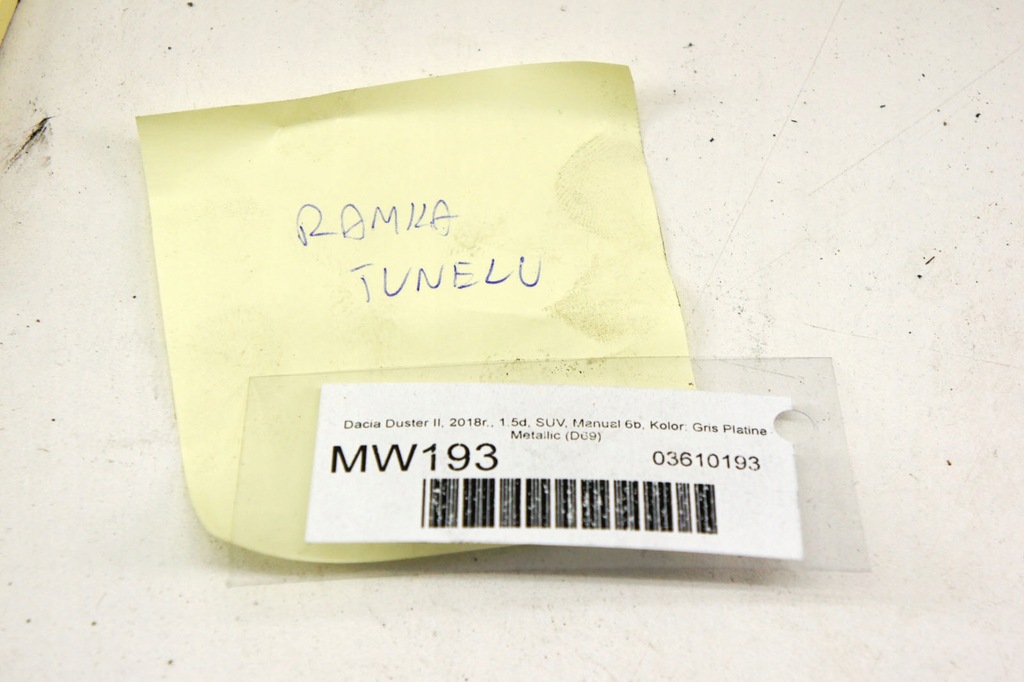 RAMKA
TUNELU
Dacia Duster II, 2018r., 1.5d, SUV, Manual 6b, Kolor: Gris Platine
Metallic (D69)
MW193
03610193